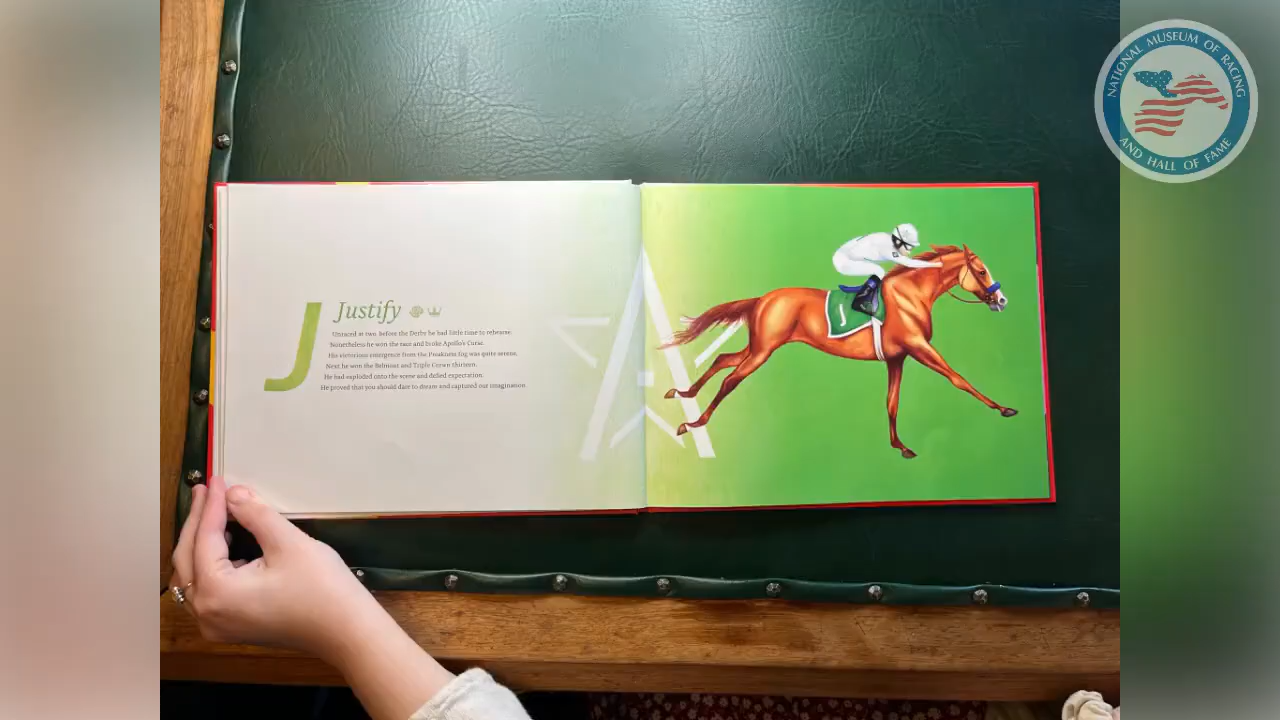 NATIONAL MUSEUM OF RACING
AND HALL OF FAME
J
Justify
Unraced at two, before the Derby he had little time to rehearse.
Nonetheless he won the race and broke Apollo's Curse.
His victorious emergence from the Preakness fog was quite serene.
Next he won the Belmont and Triple Crown thirteen.
He had exploded onto the scene and defied expectation.
He proved that you should dare to dream and captured our imagination.
J